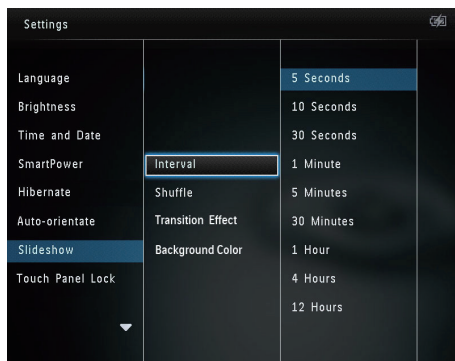 Settings
Language
Brightness
Time and Date
SmartPower
Hibernate
Auto-orientate
Slideshow
Touch Panel Lock
Interval
Shuffle
Transition Effect
Background Color
5 Seconds
10 Seconds
30 Seconds
1 Minute
5 Minutes
30 Minutes
1 Hour
4 Hours
12 Hours